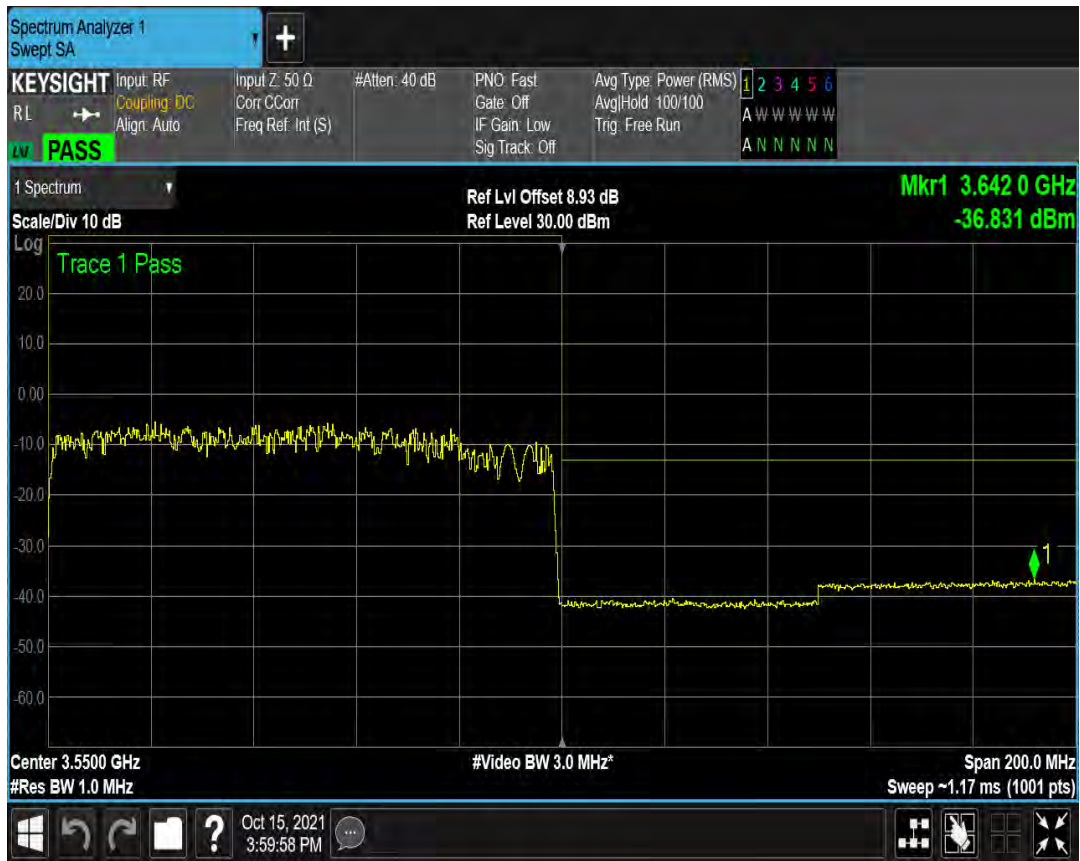 Spectrum Analyzer 1
Swept SA
+
KEYSIGHT Input: RF Input Z: 50 Ω #Atten: 40 dB PNO: Fast Avg Type: Power (RMS) 1 2 3 4 5 6
RL Coupling: DC Corr CCorr Gate: Off Avg|Hold: 100/100 A W W W W W
Align: Auto Freq Ref: Int (S) IF Gain: Low Trig: Free Run
PASS Sig Track: Off A N N N N N
1 Spectrum Ref Lvl Offset 8.93 dB Mkr1 3.642 0 GHz
Scale/Div 10 dB Ref Level 30.00 dBm -36.831 dBm
Log
Trace 1 Pass
20.0
10.0
0.00
-10.0
-20.0
-30.0
1
-40.0
-50.0
-60.0
Center 3.5500 GHz #Video BW 3.0 MHz* Span 200.0 MHz
#Res BW 1.0 MHz Sweep ~1.17 ms (1001 pts)
? Oct 15, 2021
3:59:58 PM